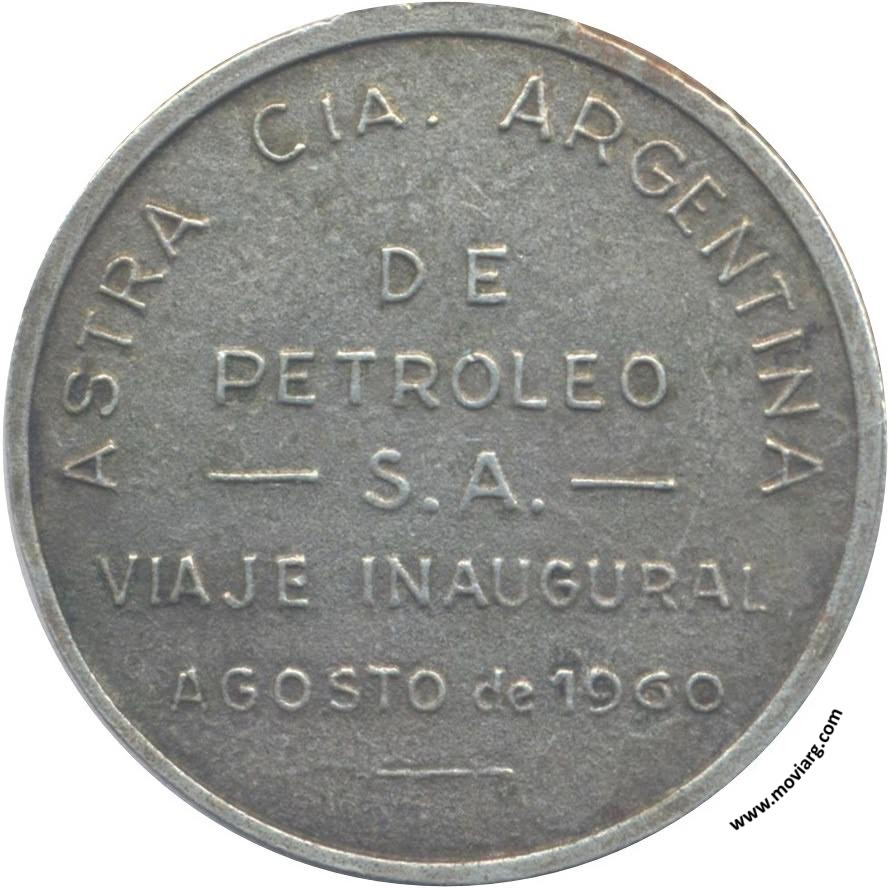 ASTRA CIA. ARGENTINA
DE
PETROLEO
— S.A. —
VIAJE INAUGURAL
AGOSTO de 1960
www.moviarg.com